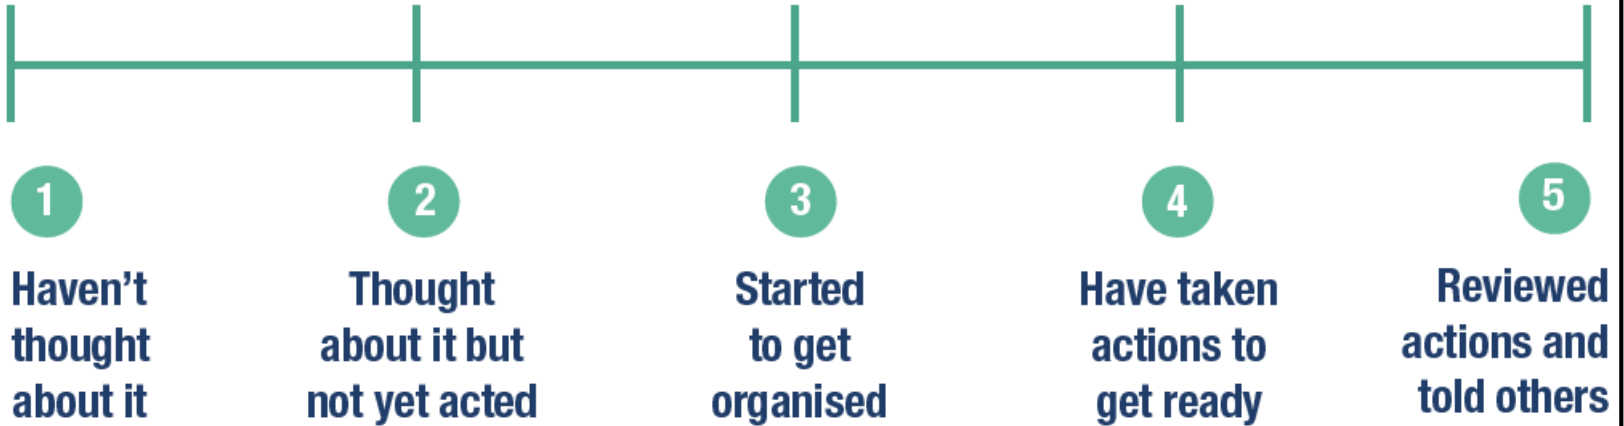 1
Haven’t
thought
about it
2
Thought
about it but
not yet acted
3
Started
to get
organised
4
Have taken
actions to
get ready
5
Reviewed
actions and
told others